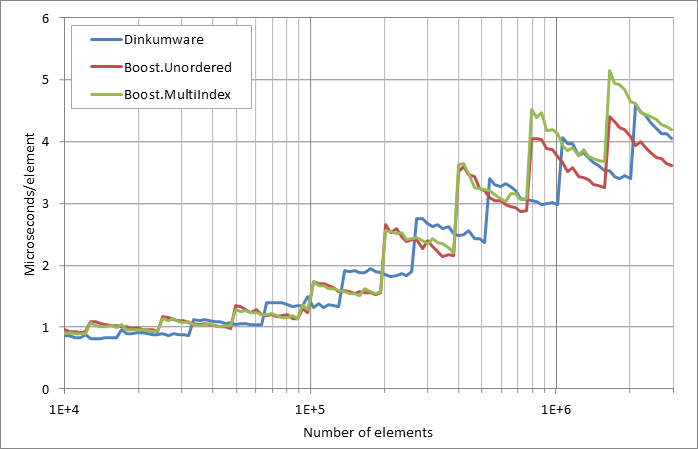 6
5
4
3
2
1
0
Microseconds/element
Dinkumware
Boost.Unordered
Boost.MultiIndex
1E+4 1E+5 1E+6
Number of elements